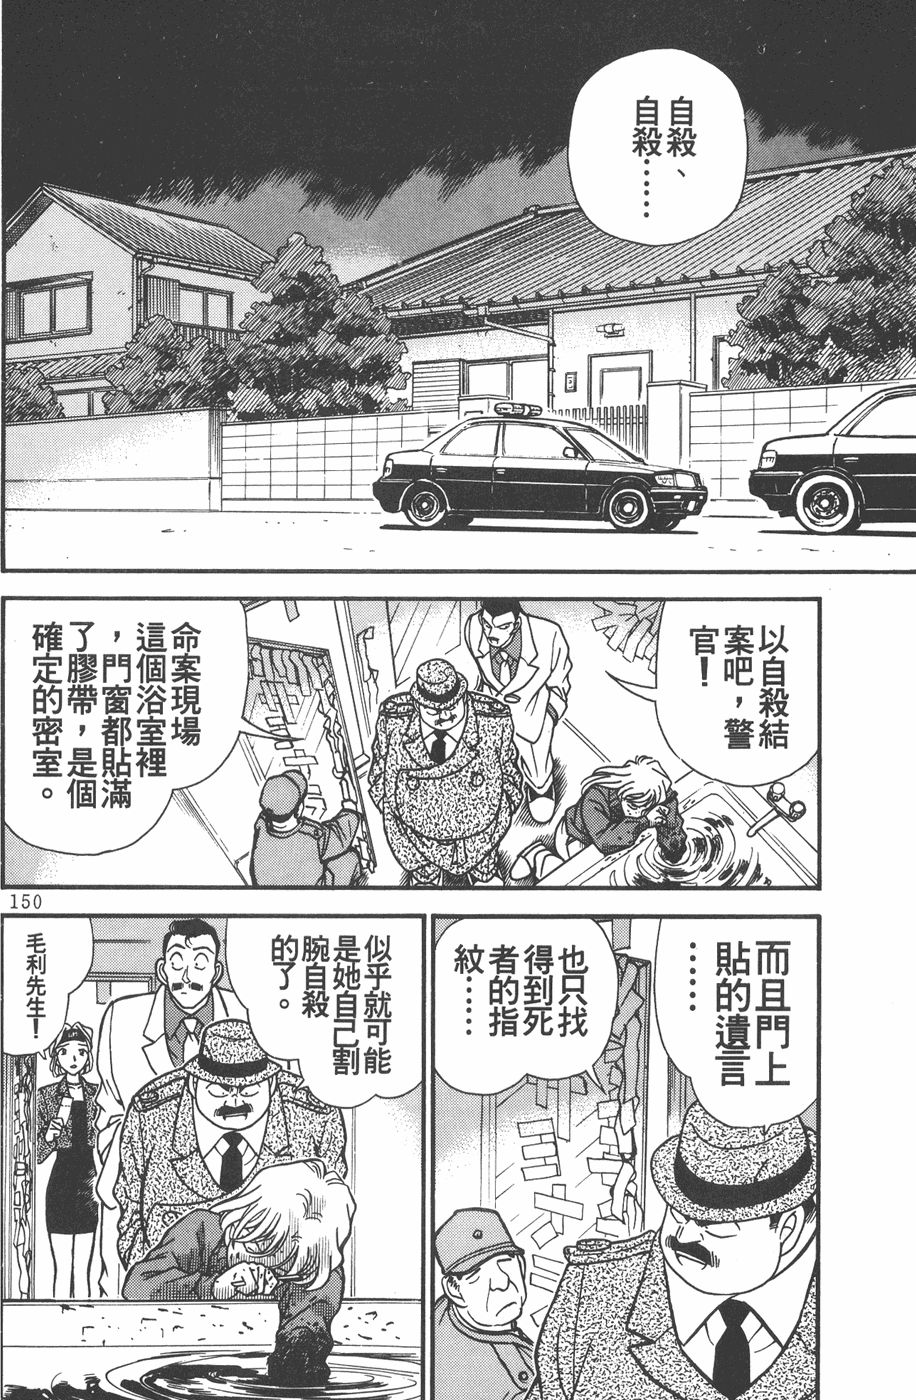 自殺、
自殺……
以自殺結
案吧，警
官！
命案現場
這個浴室裡
，門窗都貼滿
了膠帶，是個
確定的密室。
150
而且門上
貼的遺言
……
也只找
得到死
者的指
紋……
似乎就可能
是她自己割
腕自殺
的了。
毛利先生！